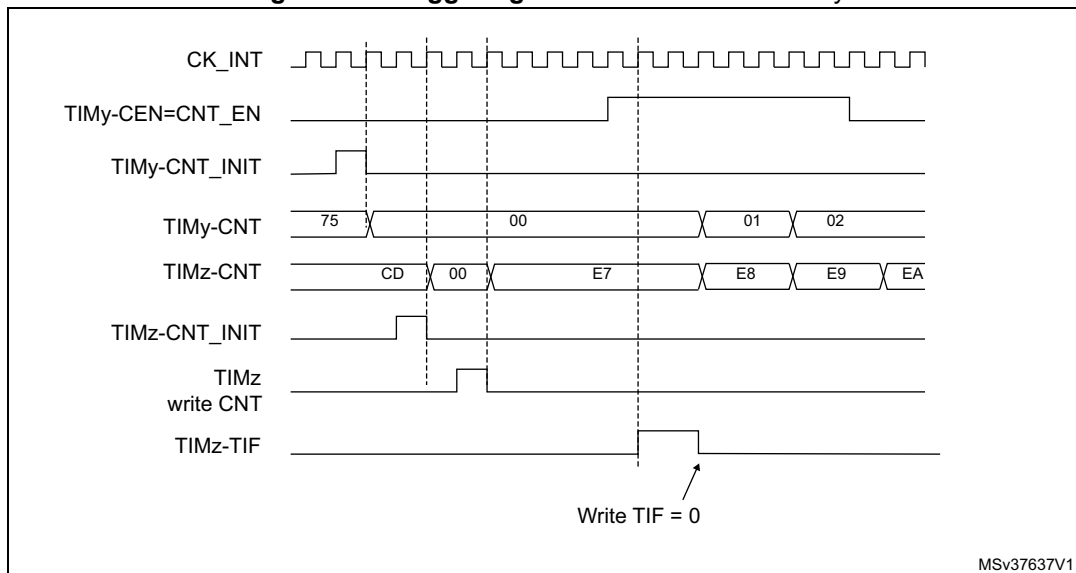 CK_INT
TIMy-CEN=CNT_EN
TIMy-CNT_INIT
TIMy-CNT
75 00 01 02
TIMz-CNT
CD 00 E7 E8 E9 EA
TIMz-CNT_INIT
TIMz
write CNT
TIMz-TIF
Write TIF = 0
MSv37637V1